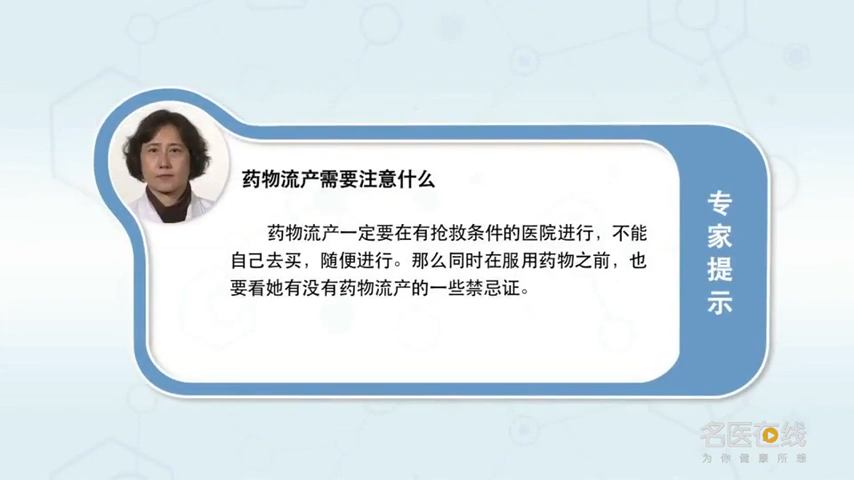 药物流产需要注意什么
药物流产一定要在有抢救条件的医院进行，不能
自己去买，随便进行。那么同时在服用药物之前，也
要看她有没有药物流产的一些禁忌证。
专家提示
名医在线
为你健康所想